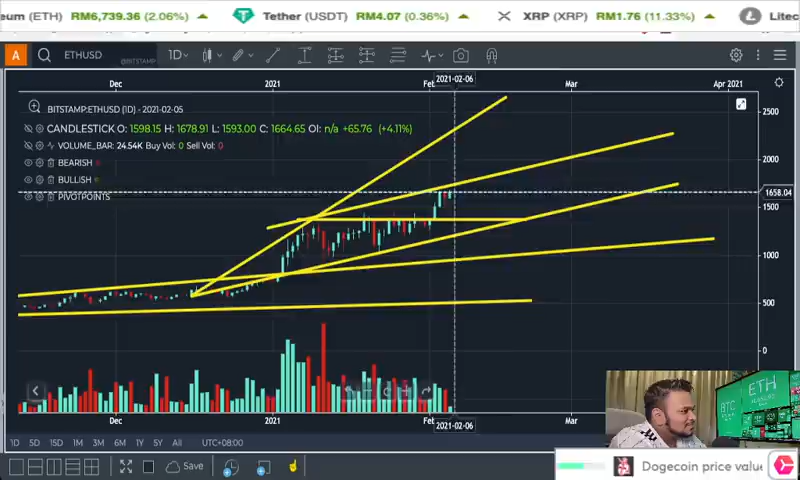 eum (ETH) RM6,739.36 (2.06%) Tether (USDT) RM4.07 (0.36%) XRP (XRP) RM1.76 (11.33%) Litec
A ETHUSD @BITSTAMP 1D
2021-02-06
Dec 2021 Feb Mar Apr 2021
BITSTAMP:ETHUSD (1D) - 2021-02-05
CANDLESTICK O: 1598.15 H: 1678.91 L: 1593.00 C: 1664.65 OI: n/a +65.76 (+4.11%)
VOLUME_BAR: 24.54K Buy Vol: 0 Sell Vol: 0
BEARISH
BULLISH
PIVOTPOINTS
2500
2000
1658.04
1500
1000
500
0
ETH
BTC
Dec 2021 Feb Mar
2021-02-06
1D 5D 15D 1M 3M 6M 1Y 5Y All UTC+08:00
Save
Dogecoin price value